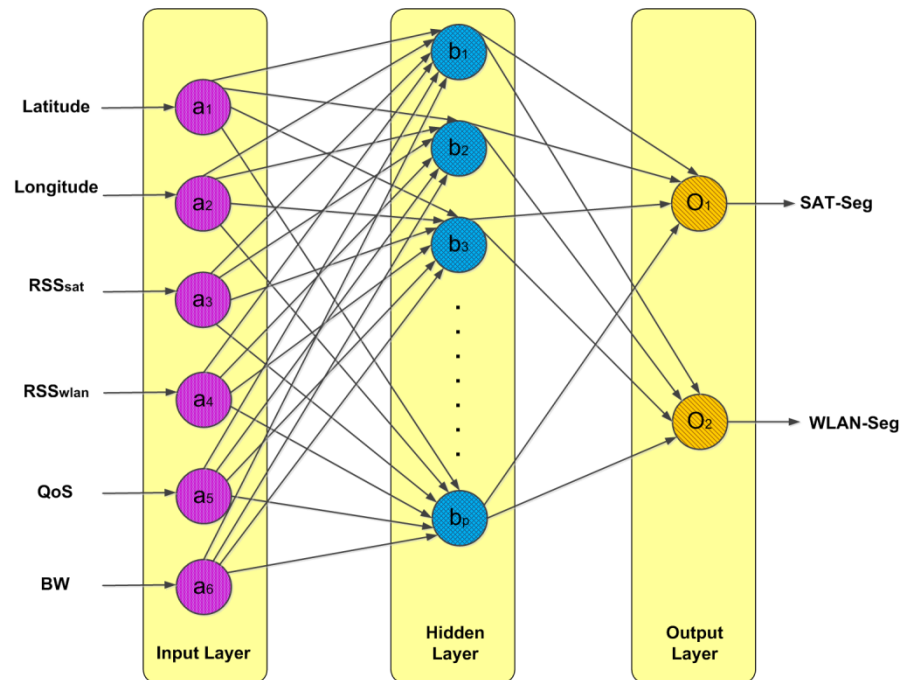 Latitude
Longitude
RSSsat
RSSwlan
QoS
BW
a1
a2
a3
a4
a5
a6
Input Layer
b1
b2
b3
bp
Hidden
Layer
O1
O2
Output
Layer
SAT-Seg
WLAN-Seg